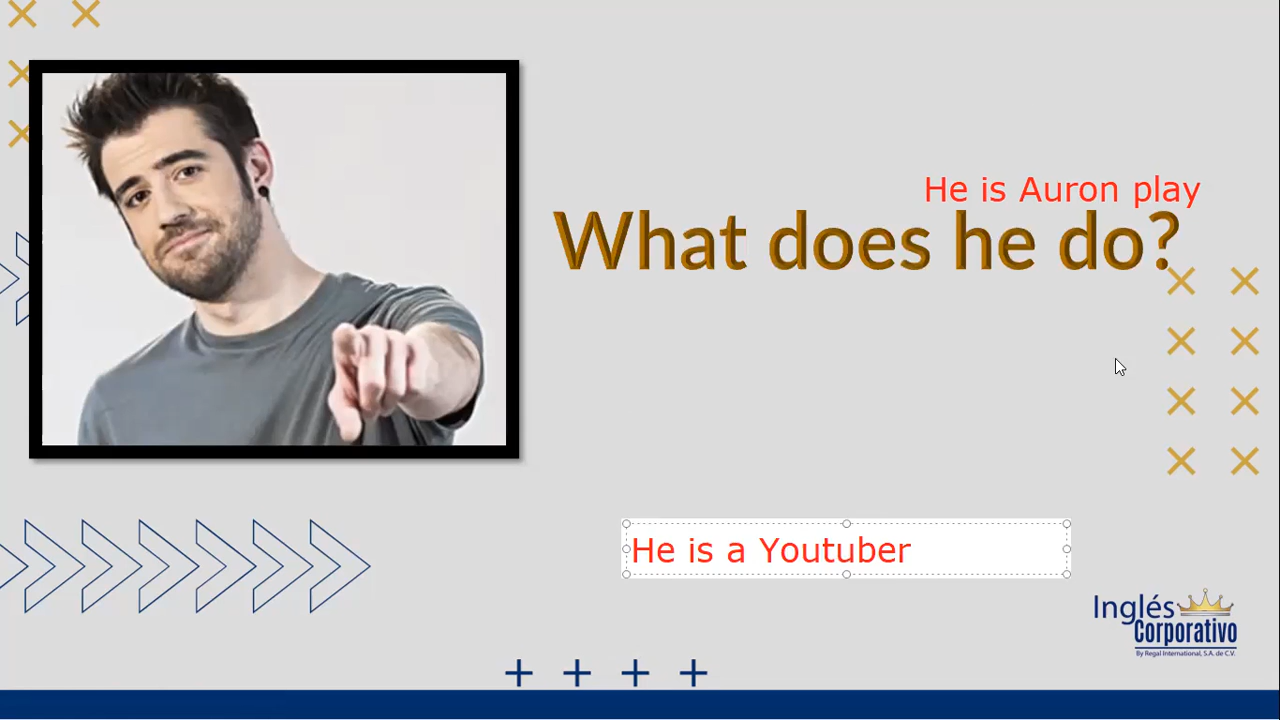 He is Auron play
What does he do?
He is a Youtuber
Inglés
Corporativo
By Regal International, S.A. de C.V.